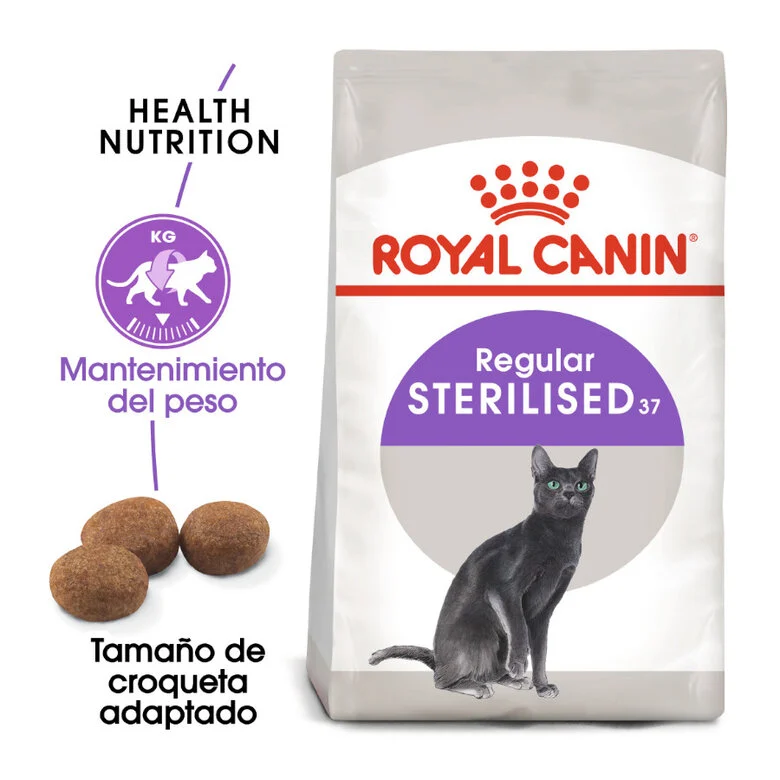 HEALTH
NUTRITION
KG
Mantenimiento
del peso
Tamaño de
croqueta
adaptado
ROYAL CANIN®
Regular
STERILISED 37